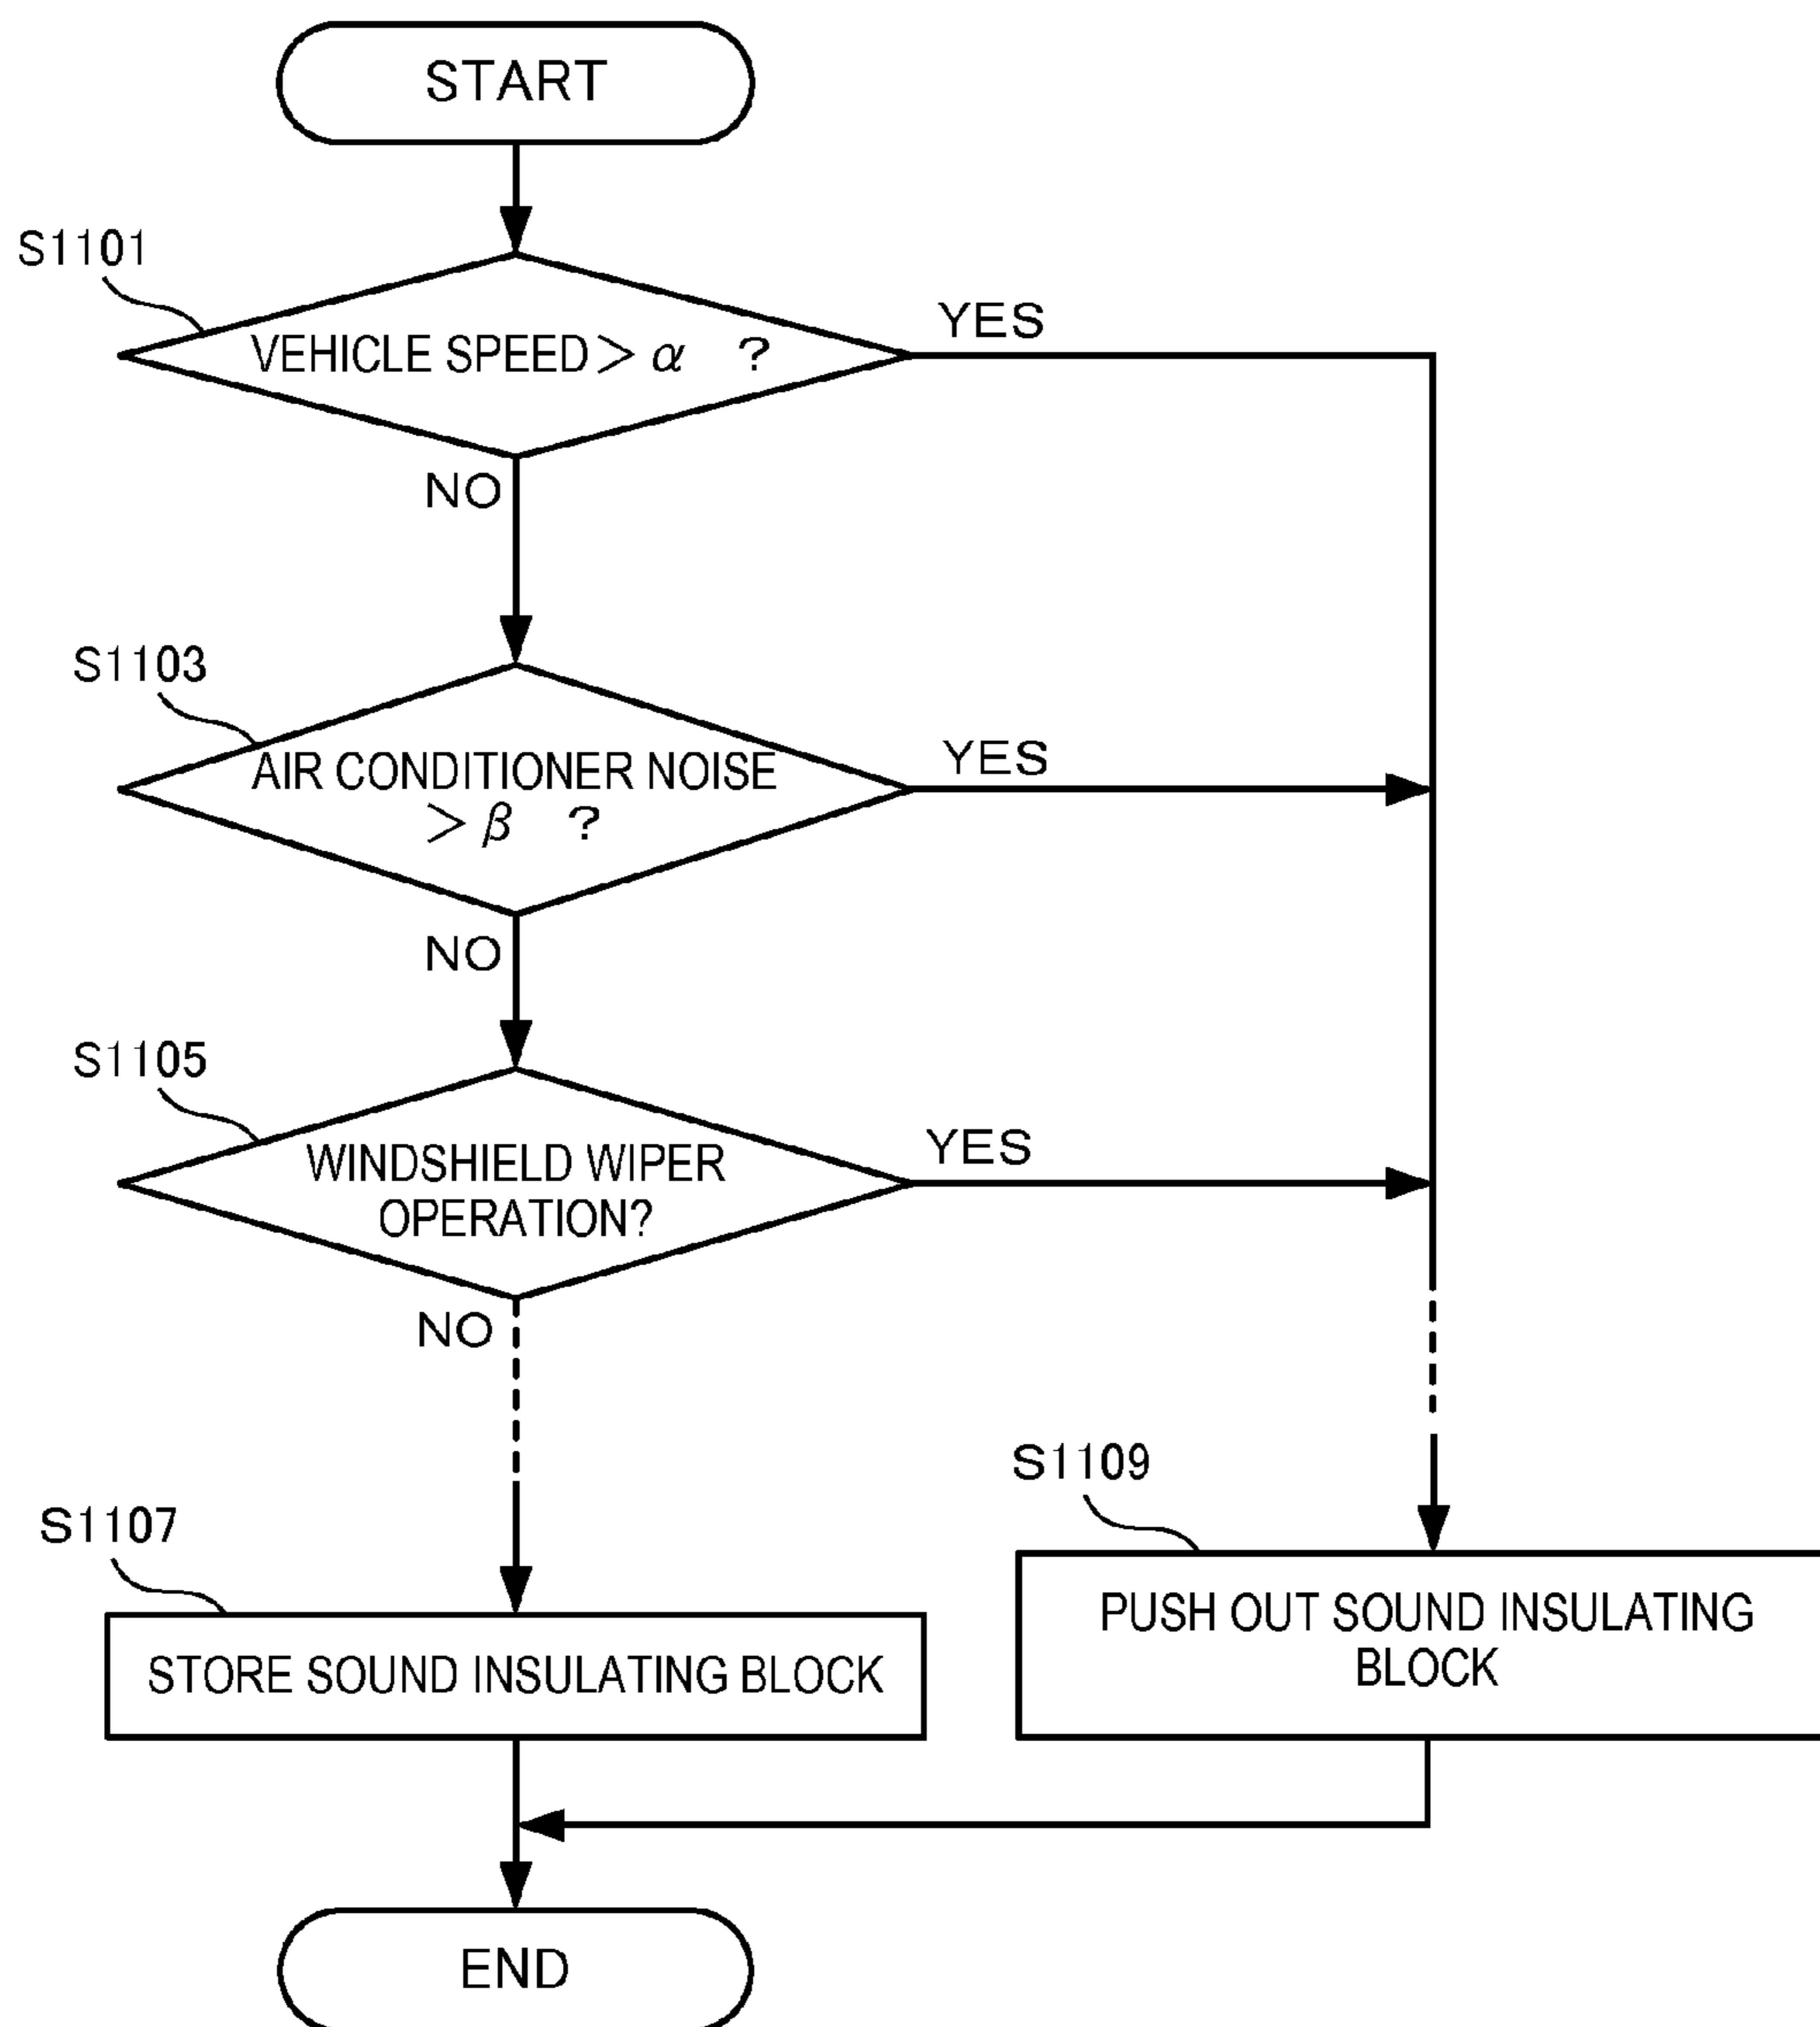 START
S1101
VEHICLE SPEED > α ?
YES
NO
S1103
AIR CONDITIONER NOISE
> β ?
YES
NO
S1105
WINDSHIELD WIPER
OPERATION?
YES
NO
S1107
STORE SOUND INSULATING BLOCK
S1109
PUSH OUT SOUND INSULATING
BLOCK
END